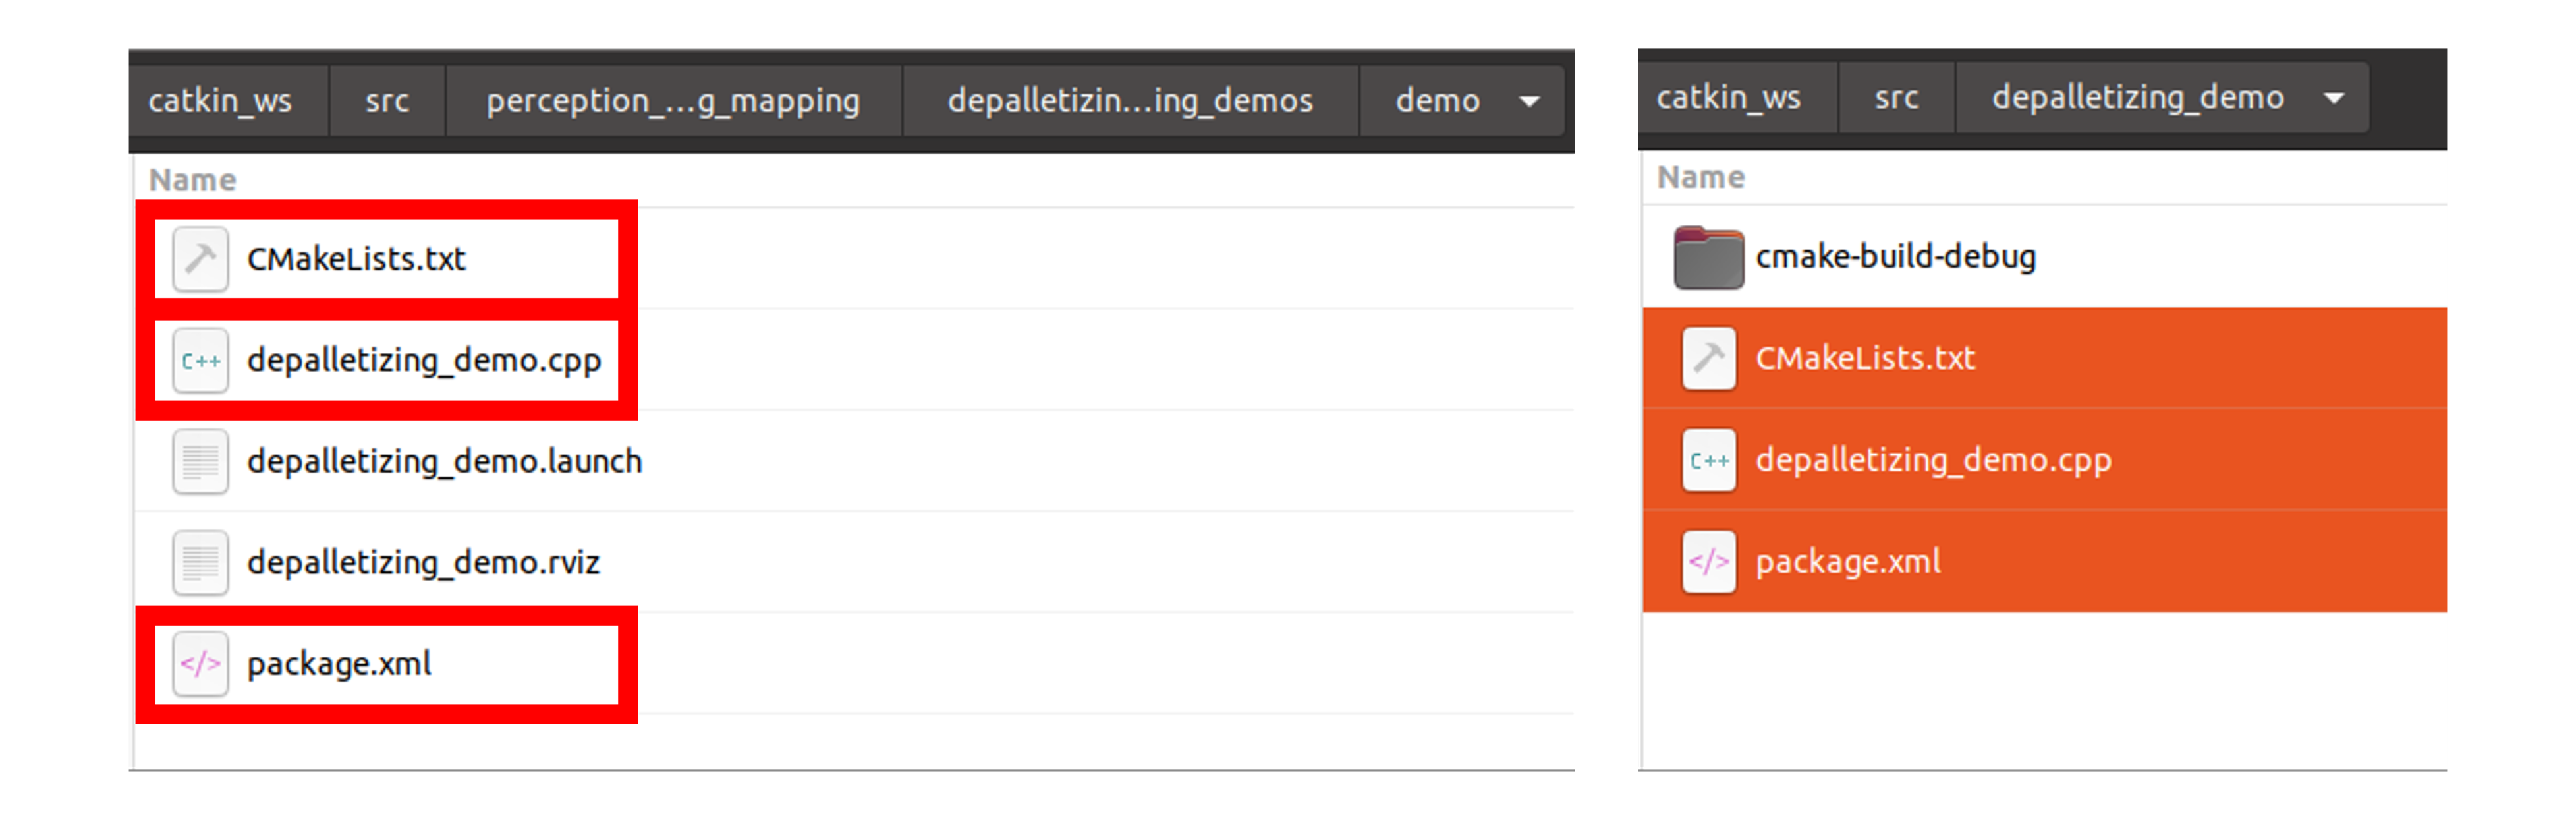 catkin_ws src perception_...g_mapping depalletizin...ing_demos demo
Name
CMakeLists.txt
C++ depalletizing_demo.cpp
depalletizing_demo.launch
depalletizing_demo.rviz
</> package.xml
catkin_ws src depalletizing_demo
Name
cmake-build-debug
CMakeLists.txt
C++ depalletizing_demo.cpp
</> package.xml